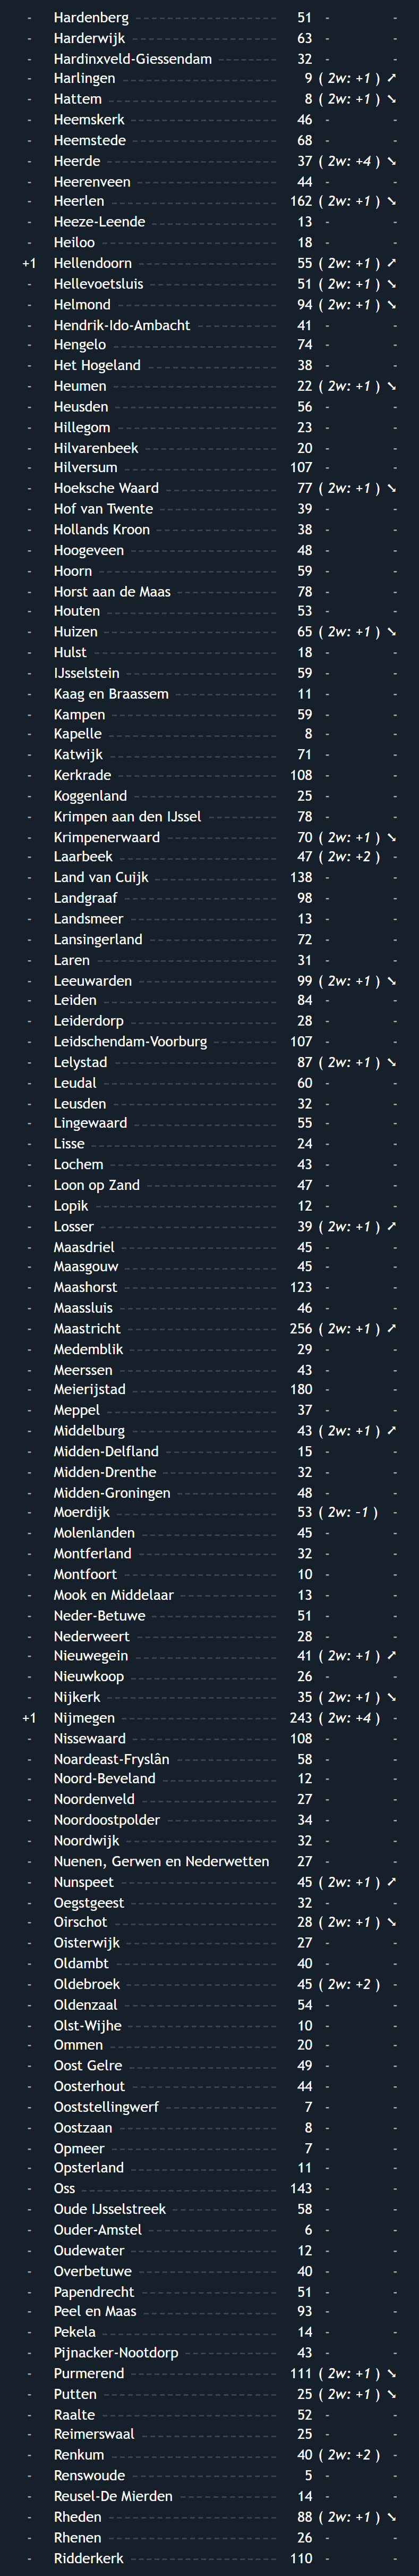 - Hardenberg 51 - -
- Harderwijk 63 - -
- Hardinxveld-Giessendam 32 - -
- Harlingen 9 ( 2w: +1 ) ➚
- Hattem 8 ( 2w: +1 ) ➘
- Heemskerk 46 - -
- Heemstede 68 - -
- Heerde 37 ( 2w: +4 ) ➘
- Heerenveen 44 - -
- Heerlen 162 ( 2w: +1 ) ➘
- Heeze-Leende 13 - -
- Heiloo 18 - -
+1 Hellendoorn 55 ( 2w: +1 ) ➚
- Hellevoetsluis 51 ( 2w: +1 ) ➘
- Helmond 94 ( 2w: +1 ) ➘
- Hendrik-Ido-Ambacht 41 - -
- Hengelo 74 - -
- Het Hogeland 38 - -
- Heumen 22 ( 2w: +1 ) ➘
- Heusden 56 - -
- Hillegom 23 - -
- Hilvarenbeek 20 - -
- Hilversum 107 - -
- Hoeksche Waard 77 ( 2w: +1 ) ➘
- Hof van Twente 39 - -
- Hollands Kroon 38 - -
- Hoogeveen 48 - -
- Hoorn 59 - -
- Horst aan de Maas 78 - -
- Houten 53 - -
- Huizen 65 ( 2w: +1 ) ➘
- Hulst 18 - -
- IJsselstein 59 - -
- Kaag en Braassem 11 - -
- Kampen 59 - -
- Kapelle 8 - -
- Katwijk 71 - -
- Kerkrade 108 - -
- Koggenland 25 - -
- Krimpen aan den IJssel 78 - -
- Krimpenerwaard 70 ( 2w: +1 ) ➘
- Laarbeek 47 ( 2w: +2 ) -
- Land van Cuijk 138 - -
- Landgraaf 98 - -
- Landsmeer 13 - -
- Lansingerland 72 - -
- Laren 31 - -
- Leeuwarden 99 ( 2w: +1 ) ➘
- Leiden 84 - -
- Leiderdorp 28 - -
- Leidschendam-Voorburg 107 - -
- Lelystad 87 ( 2w: +1 ) ➘
- Leudal 60 - -
- Leusden 32 - -
- Lingewaard 55 - -
- Lisse 24 - -
- Lochem 43 - -
- Loon op Zand 47 - -
- Lopik 12 - -
- Losser 39 ( 2w: +1 ) ➚
- Maasdriel 45 - -
- Maasgouw 45 - -
- Maashorst 123 - -
- Maassluis 46 - -
- Maastricht 256 ( 2w: +1 ) ➚
- Medemblik 29 - -
- Meerssen 43 - -
- Meierijstad 180 - -
- Meppel 37 - -
- Middelburg 43 ( 2w: +1 ) ➚
- Midden-Delfland 15 - -
- Midden-Drenthe 32 - -
- Midden-Groningen 48 - -
- Moerdijk 53 ( 2w: -1 ) -
- Molenlanden 45 - -
- Montferland 32 - -
- Montfoort 10 - -
- Mook en Middelaar 13 - -
- Neder-Betuwe 51 - -
- Nederweert 28 - -
- Nieuwegein 41 ( 2w: +1 ) ➚
- Nieuwkoop 26 - -
- Nijkerk 35 ( 2w: +1 ) ➘
+1 Nijmegen 243 ( 2w: +4 ) -
- Nissewaard 108 - -
- Noardeast-Fryslân 58 - -
- Noord-Beveland 12 - -
- Noordenveld 27 - -
- Noordoostpolder 34 - -
- Noordwijk 32 - -
- Nuenen, Gerwen en Nederwetten 27 - -
- Nunspeet 45 ( 2w: +1 ) ➚
- Oegstgeest 32 - -
- Oirschot 28 ( 2w: +1 ) ➘
- Oisterwijk 27 - -
- Oldambt 40 - -
- Oldebroek 45 ( 2w: +2 ) -
- Oldenzaal 54 - -
- Olst-Wijhe 10 - -
- Ommen 20 - -
- Oost Gelre 49 - -
- Oosterhout 44 - -
- Ooststellingwerf 7 - -
- Oostzaan 8 - -
- Opmeer 7 - -
- Opsterland 11 - -
- Oss 143 - -
- Oude IJsselstreek 58 - -
- Ouder-Amstel 6 - -
- Oudewater 12 - -
- Overbetuwe 40 - -
- Papendrecht 51 - -
- Peel en Maas 93 - -
- Pekela 14 - -
- Pijnacker-Nootdorp 43 - -
- Purmerend 111 ( 2w: +1 ) ➘
- Putten 25 ( 2w: +1 ) ➘
- Raalte 52 - -
- Reimerswaal 25 - -
- Renkum 40 ( 2w: +2 ) -
- Renswoude 5 - -
- Reusel-De Mierden 14 - -
- Rheden 88 ( 2w: +1 ) ➘
- Rhenen 26 - -
- Ridderkerk 110 - -